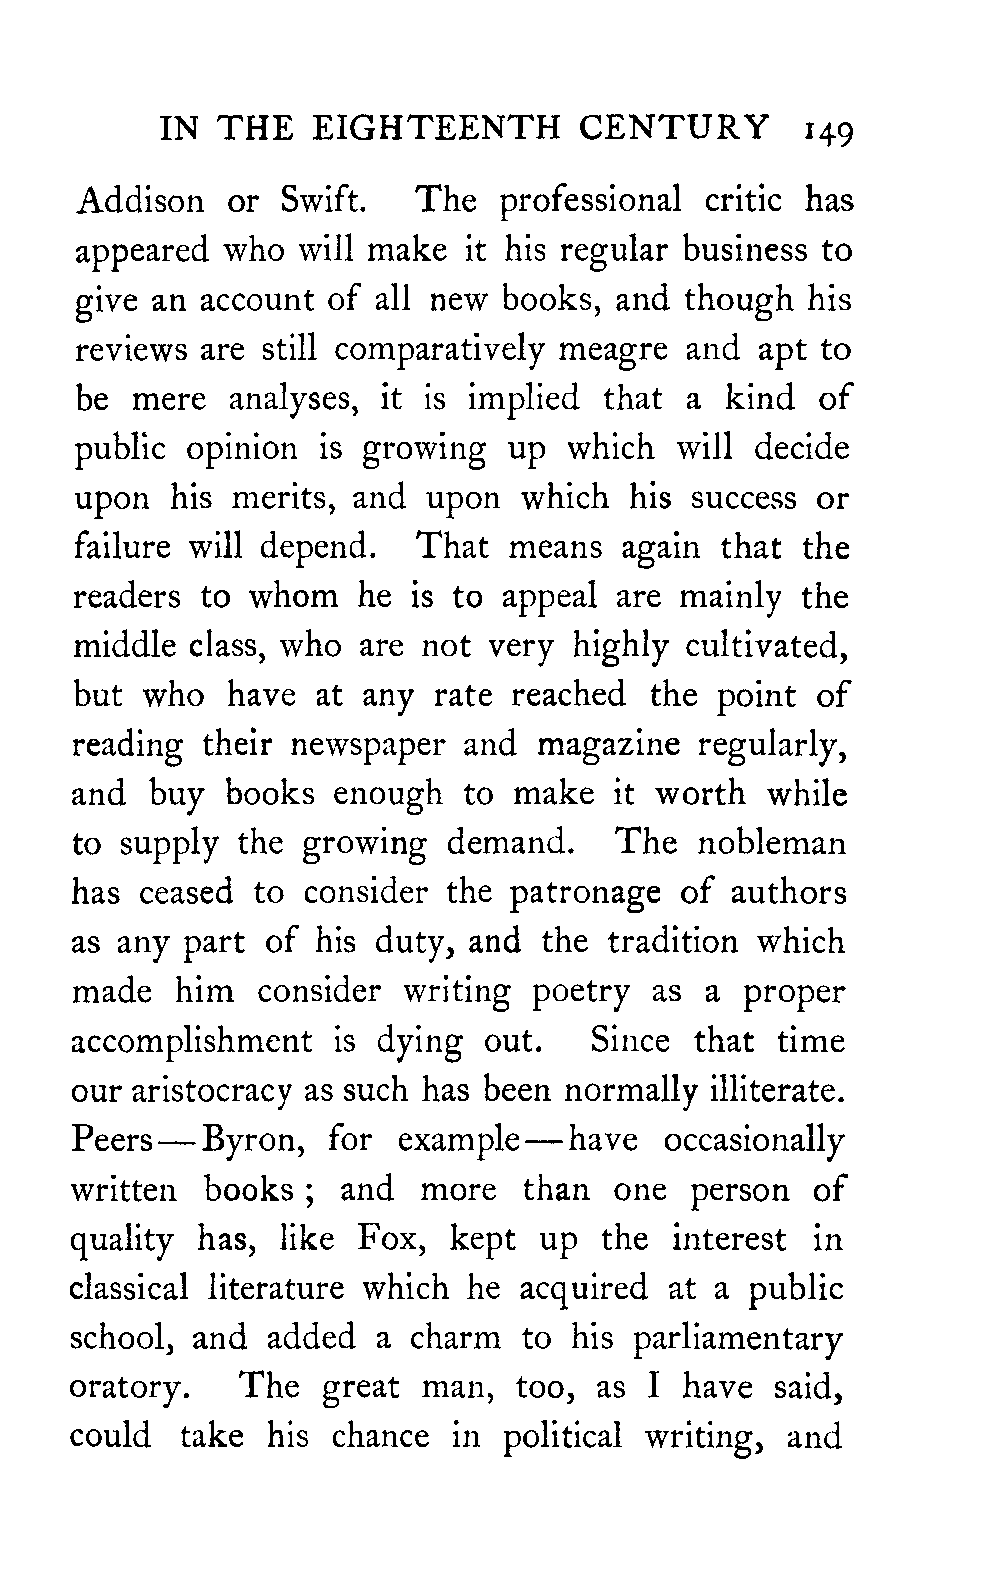 IN THE EIGHTEENTH CENTURY 149
Addison or Swift. The professional critic has
appeared who will make it his regular business to
give an account of all new books, and though his
reviews are still comparatively meagre and apt to
be mere analyses, it is implied that a kind of
public opinion is growing up which will decide
upon his merits, and upon which his success or
failure will depend. That means again that the
readers to whom he is to appeal are mainly the
middle class, who are not very highly cultivated,
but who have at any rate reached the point of
reading their newspaper and magazine regularly,
and buy books enough to make it worth while
to supply the growing demand. The nobleman
has ceased to consider the patronage of authors
as any part of his duty, and the tradition which
made him consider writing poetry as a proper
accomplishment is dying out. Since that time
our aristocracy as such has been normally illiterate.
Peers—Byron, for example—have occasionally
written books ; and more than one person of
quality has, like Fox, kept up the interest in
classical literature which he acquired at a public
school, and added a charm to his parliamentary
oratory. The great man, too, as I have said,
could take his chance in political writing, and